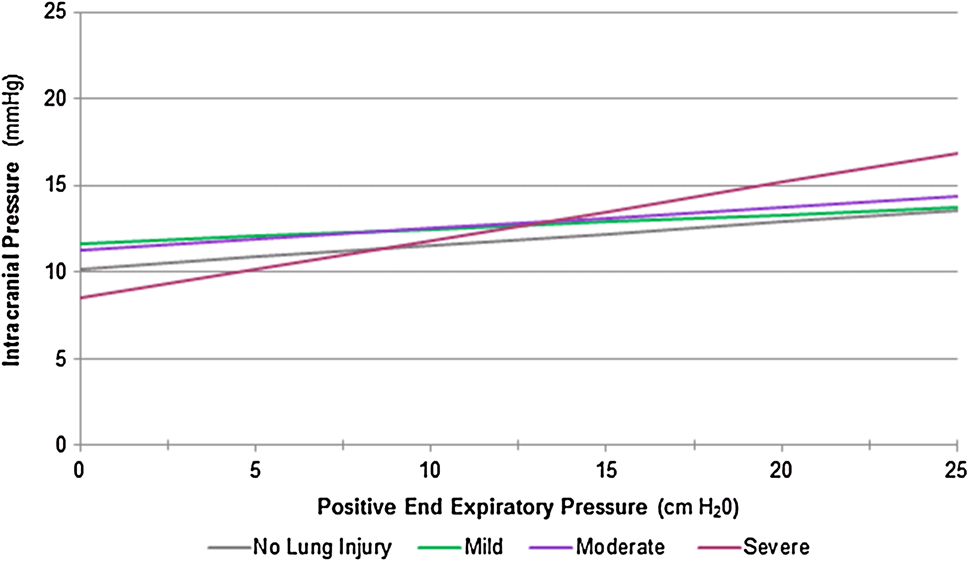 25
20
15
10
5
0
Intracranial Pressure (mmHg)
0 5 10 15 20 25
Positive End Expiratory Pressure (cm H₂0)
No Lung Injury Mild Moderate Severe